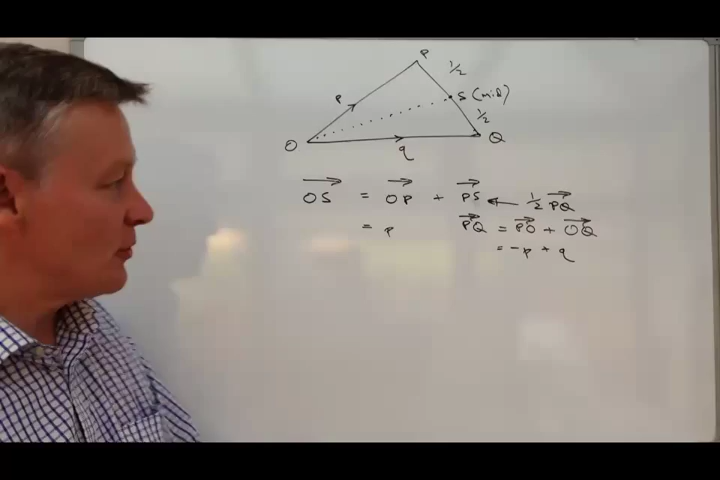 P
½
P
S (mid)
½
O
Q
q
OS = OP + PS ← ½ PQ
= p PQ = PO + OQ
= -p + q